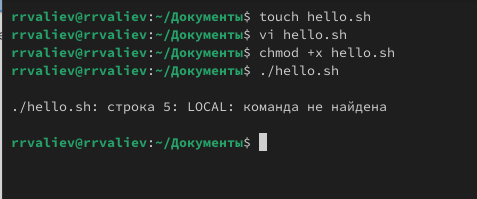 rrvaliev@rrvaliev:~/Документы$ touch hello.sh
rrvaliev@rrvaliev:~/Документы$ vi hello.sh
rrvaliev@rrvaliev:~/Документы$ chmod +x hello.sh
rrvaliev@rrvaliev:~/Документы$ ./hello.sh
./hello.sh: строка 5: LOCAL: команда не найдена
rrvaliev@rrvaliev:~/Документы$